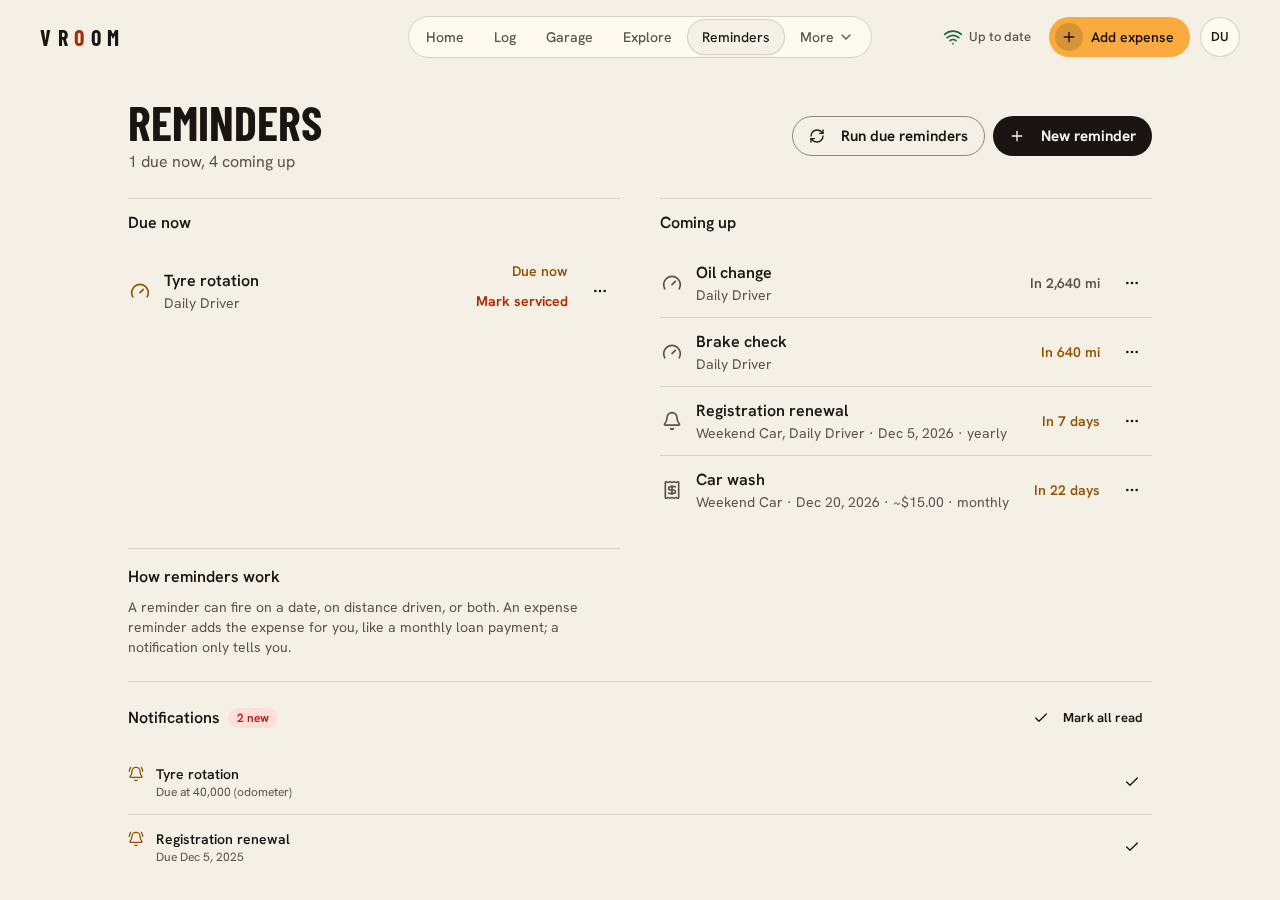 VROOM
Home
Log
Garage
Explore
Reminders
More
Up to date
Add expense
DU
REMINDERS
1 due now, 4 coming up
Run due reminders
New reminder
Due now
Tyre rotation
Daily Driver
Due now
Mark serviced
Coming up
Oil change
Daily Driver
In 2,640 mi
Brake check
Daily Driver
In 640 mi
Registration renewal
Weekend Car, Daily Driver · Dec 5, 2026 · yearly
In 7 days
Car wash
Weekend Car · Dec 20, 2026 · ~$15.00 · monthly
In 22 days
How reminders work
A reminder can fire on a date, on distance driven, or both. An expense
reminder adds the expense for you, like a monthly loan payment; a
notification only tells you.
Notifications
2 new
Mark all read
Tyre rotation
Due at 40,000 (odometer)
Registration renewal
Due Dec 5, 2025